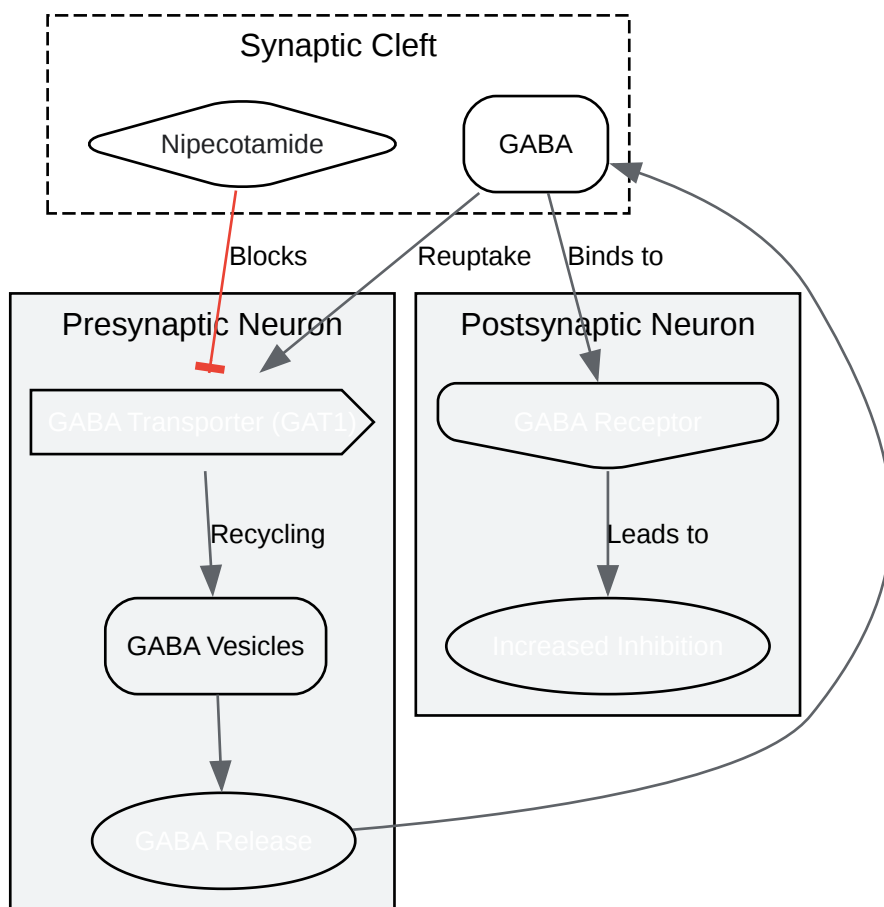 Synaptic Cleft
Nipecotamide
GABA
Blocks
Reuptake
Binds to
Presynaptic Neuron
Postsynaptic Neuron
GABA Transporter (GAT1)
GABA Receptor
Recycling
Leads to
GABA Vesicles
Increased Inhibition
GABA Release